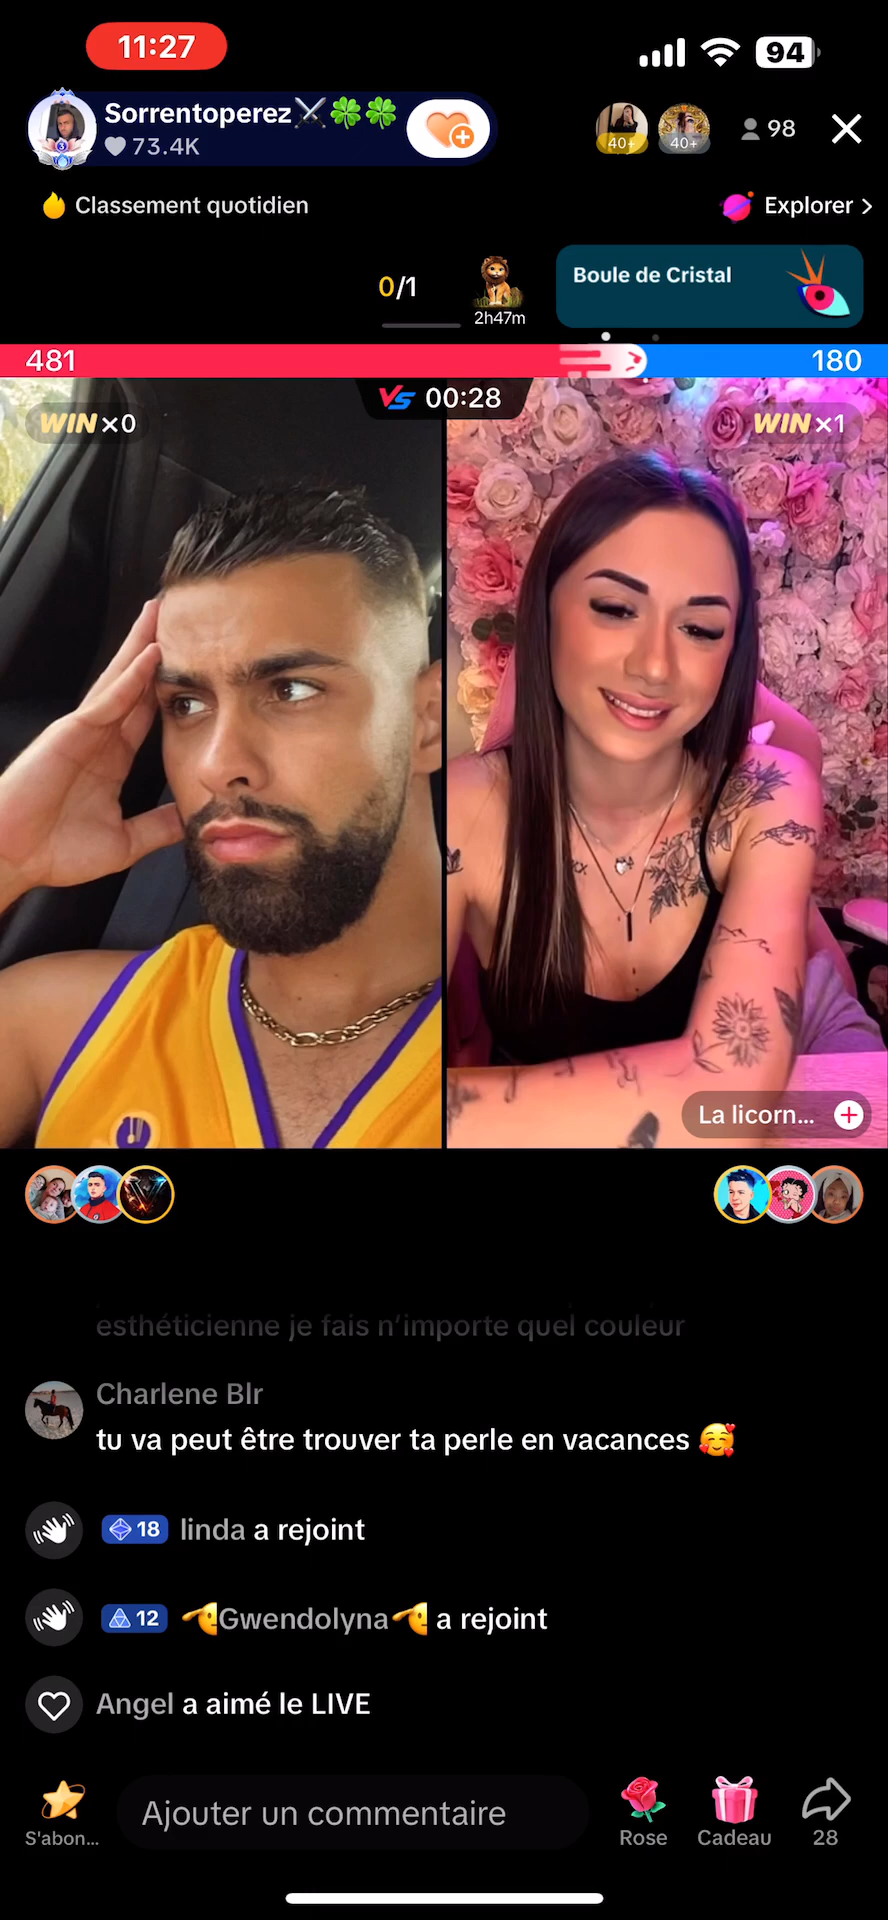 11:27
94
Sorrentoperez⚔️🍀🍀
73.4K
40+
40+
98
Classement quotidien
Explorer >
0/1
2h47m
Boule de Cristal
481
180
WIN x0
VS 00:28
WIN x1
La licorn...
esthéticienne je fais n'importe quel couleur
Charlene Blr
tu va peut être trouver ta perle en vacances 🥰
18 linda a rejoint
12 🫡Gwendolyna🫡 a rejoint
Angel a aimé le LIVE
S'abon...
Ajouter un commentaire
Rose
Cadeau
28